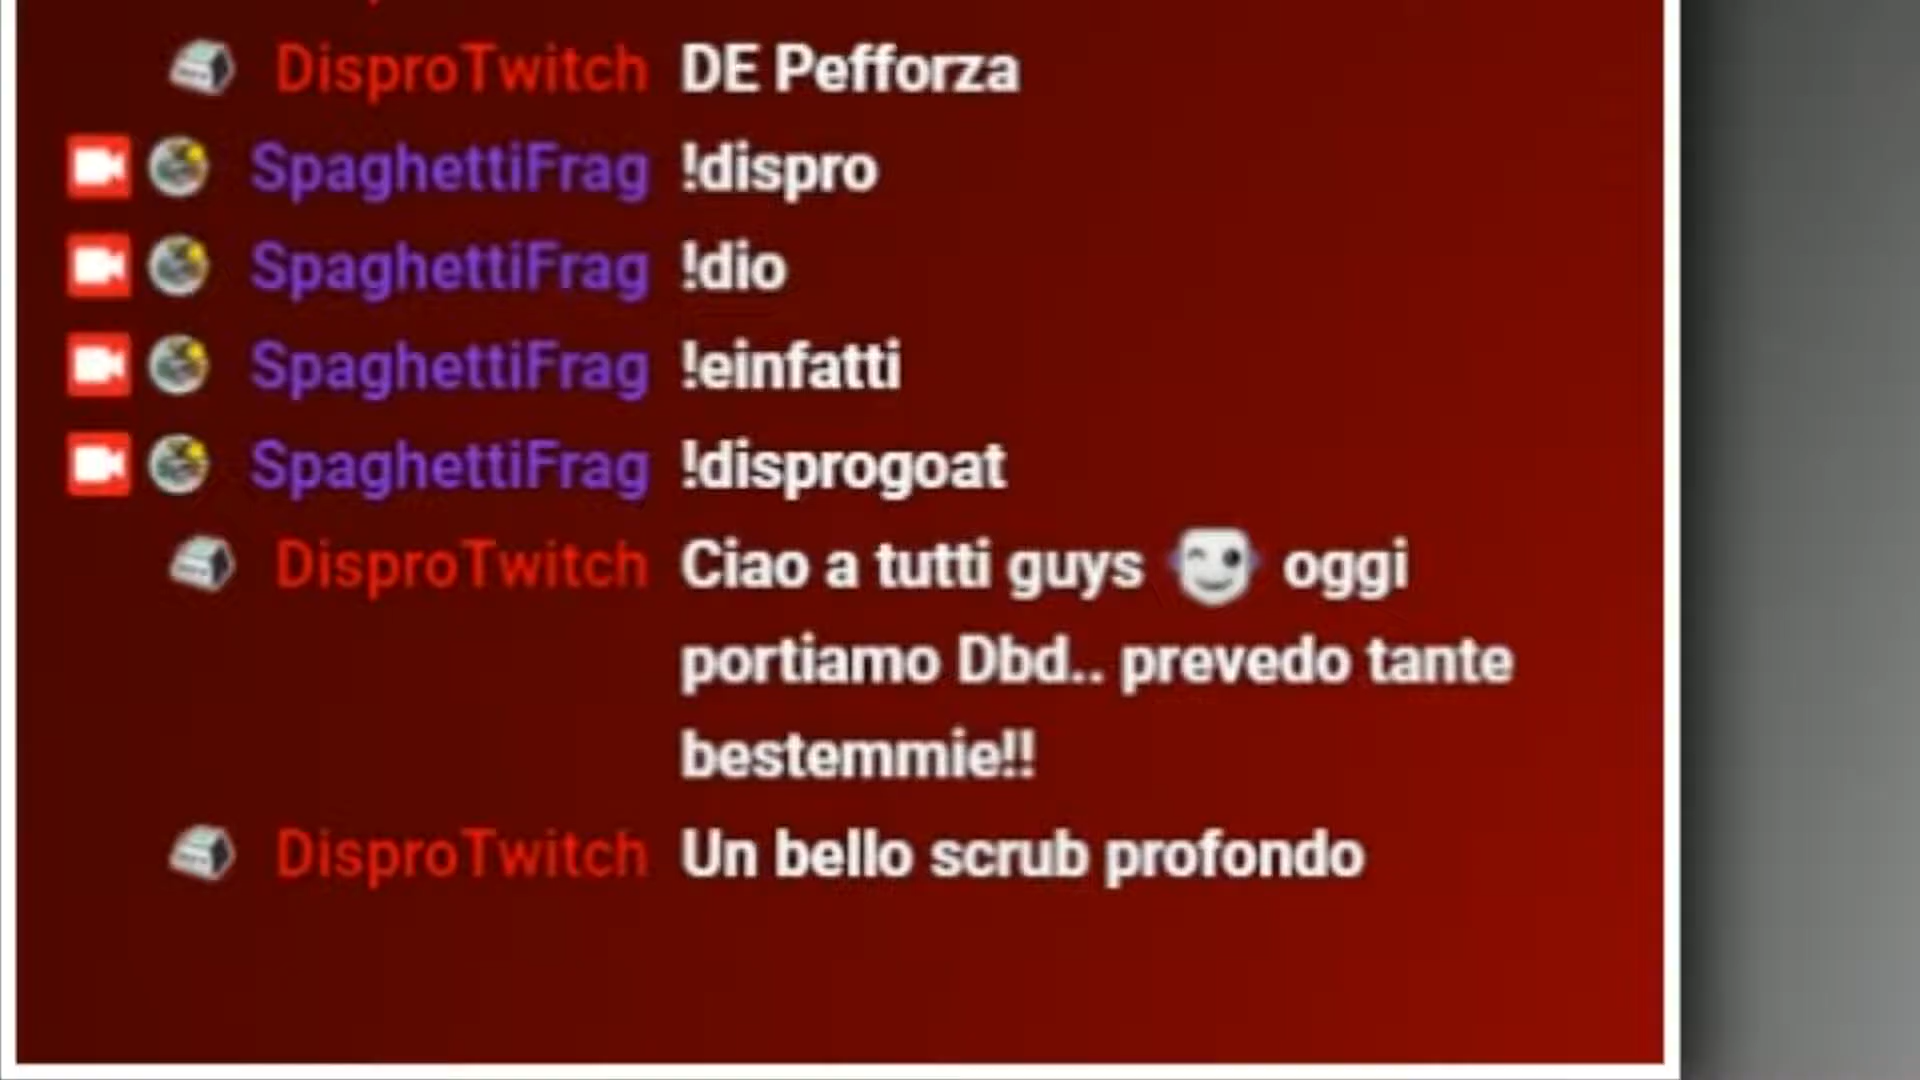 DisproTwitch DE Pefforza
SpaghettiFrag !dispro
SpaghettiFrag !dio
SpaghettiFrag !einfatti
SpaghettiFrag !disprogoat
DisproTwitch Ciao a tutti guys oggi
portiamo Dbd.. prevedo tante
bestemmie!!
DisproTwitch Un bello scrub profondo